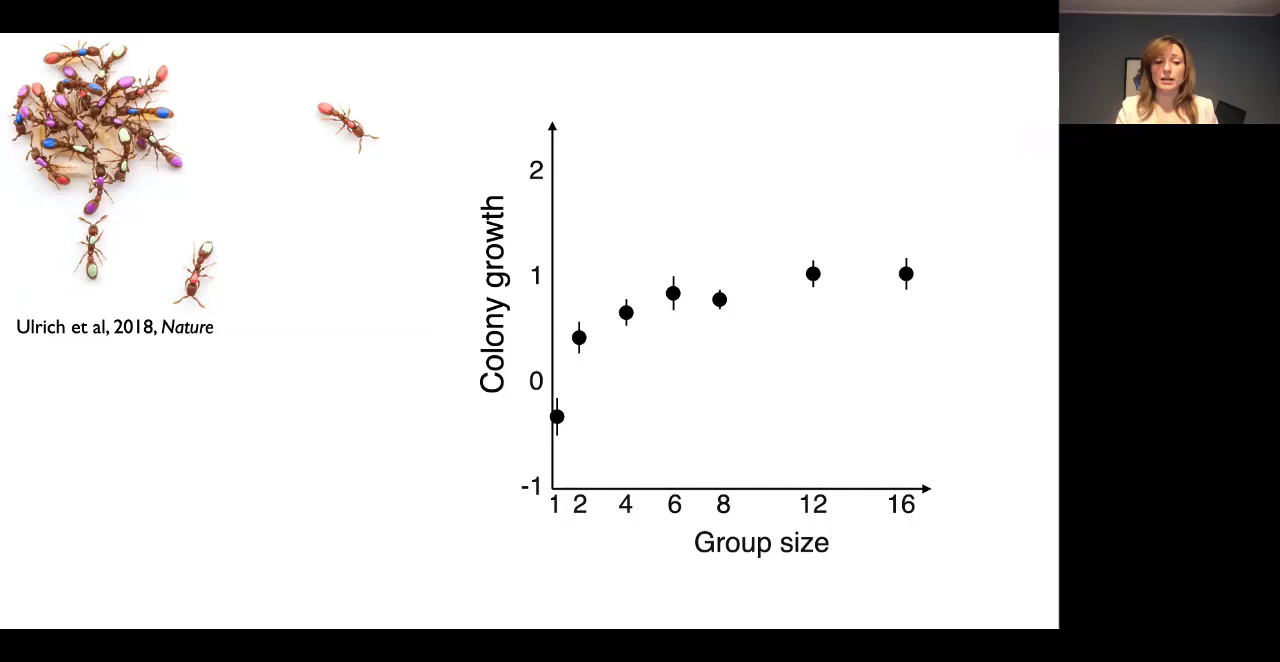 Ulrich et al, 2018, Nature
Colony growth
2
1
0
-1
1 2 4 6 8 12 16
Group size